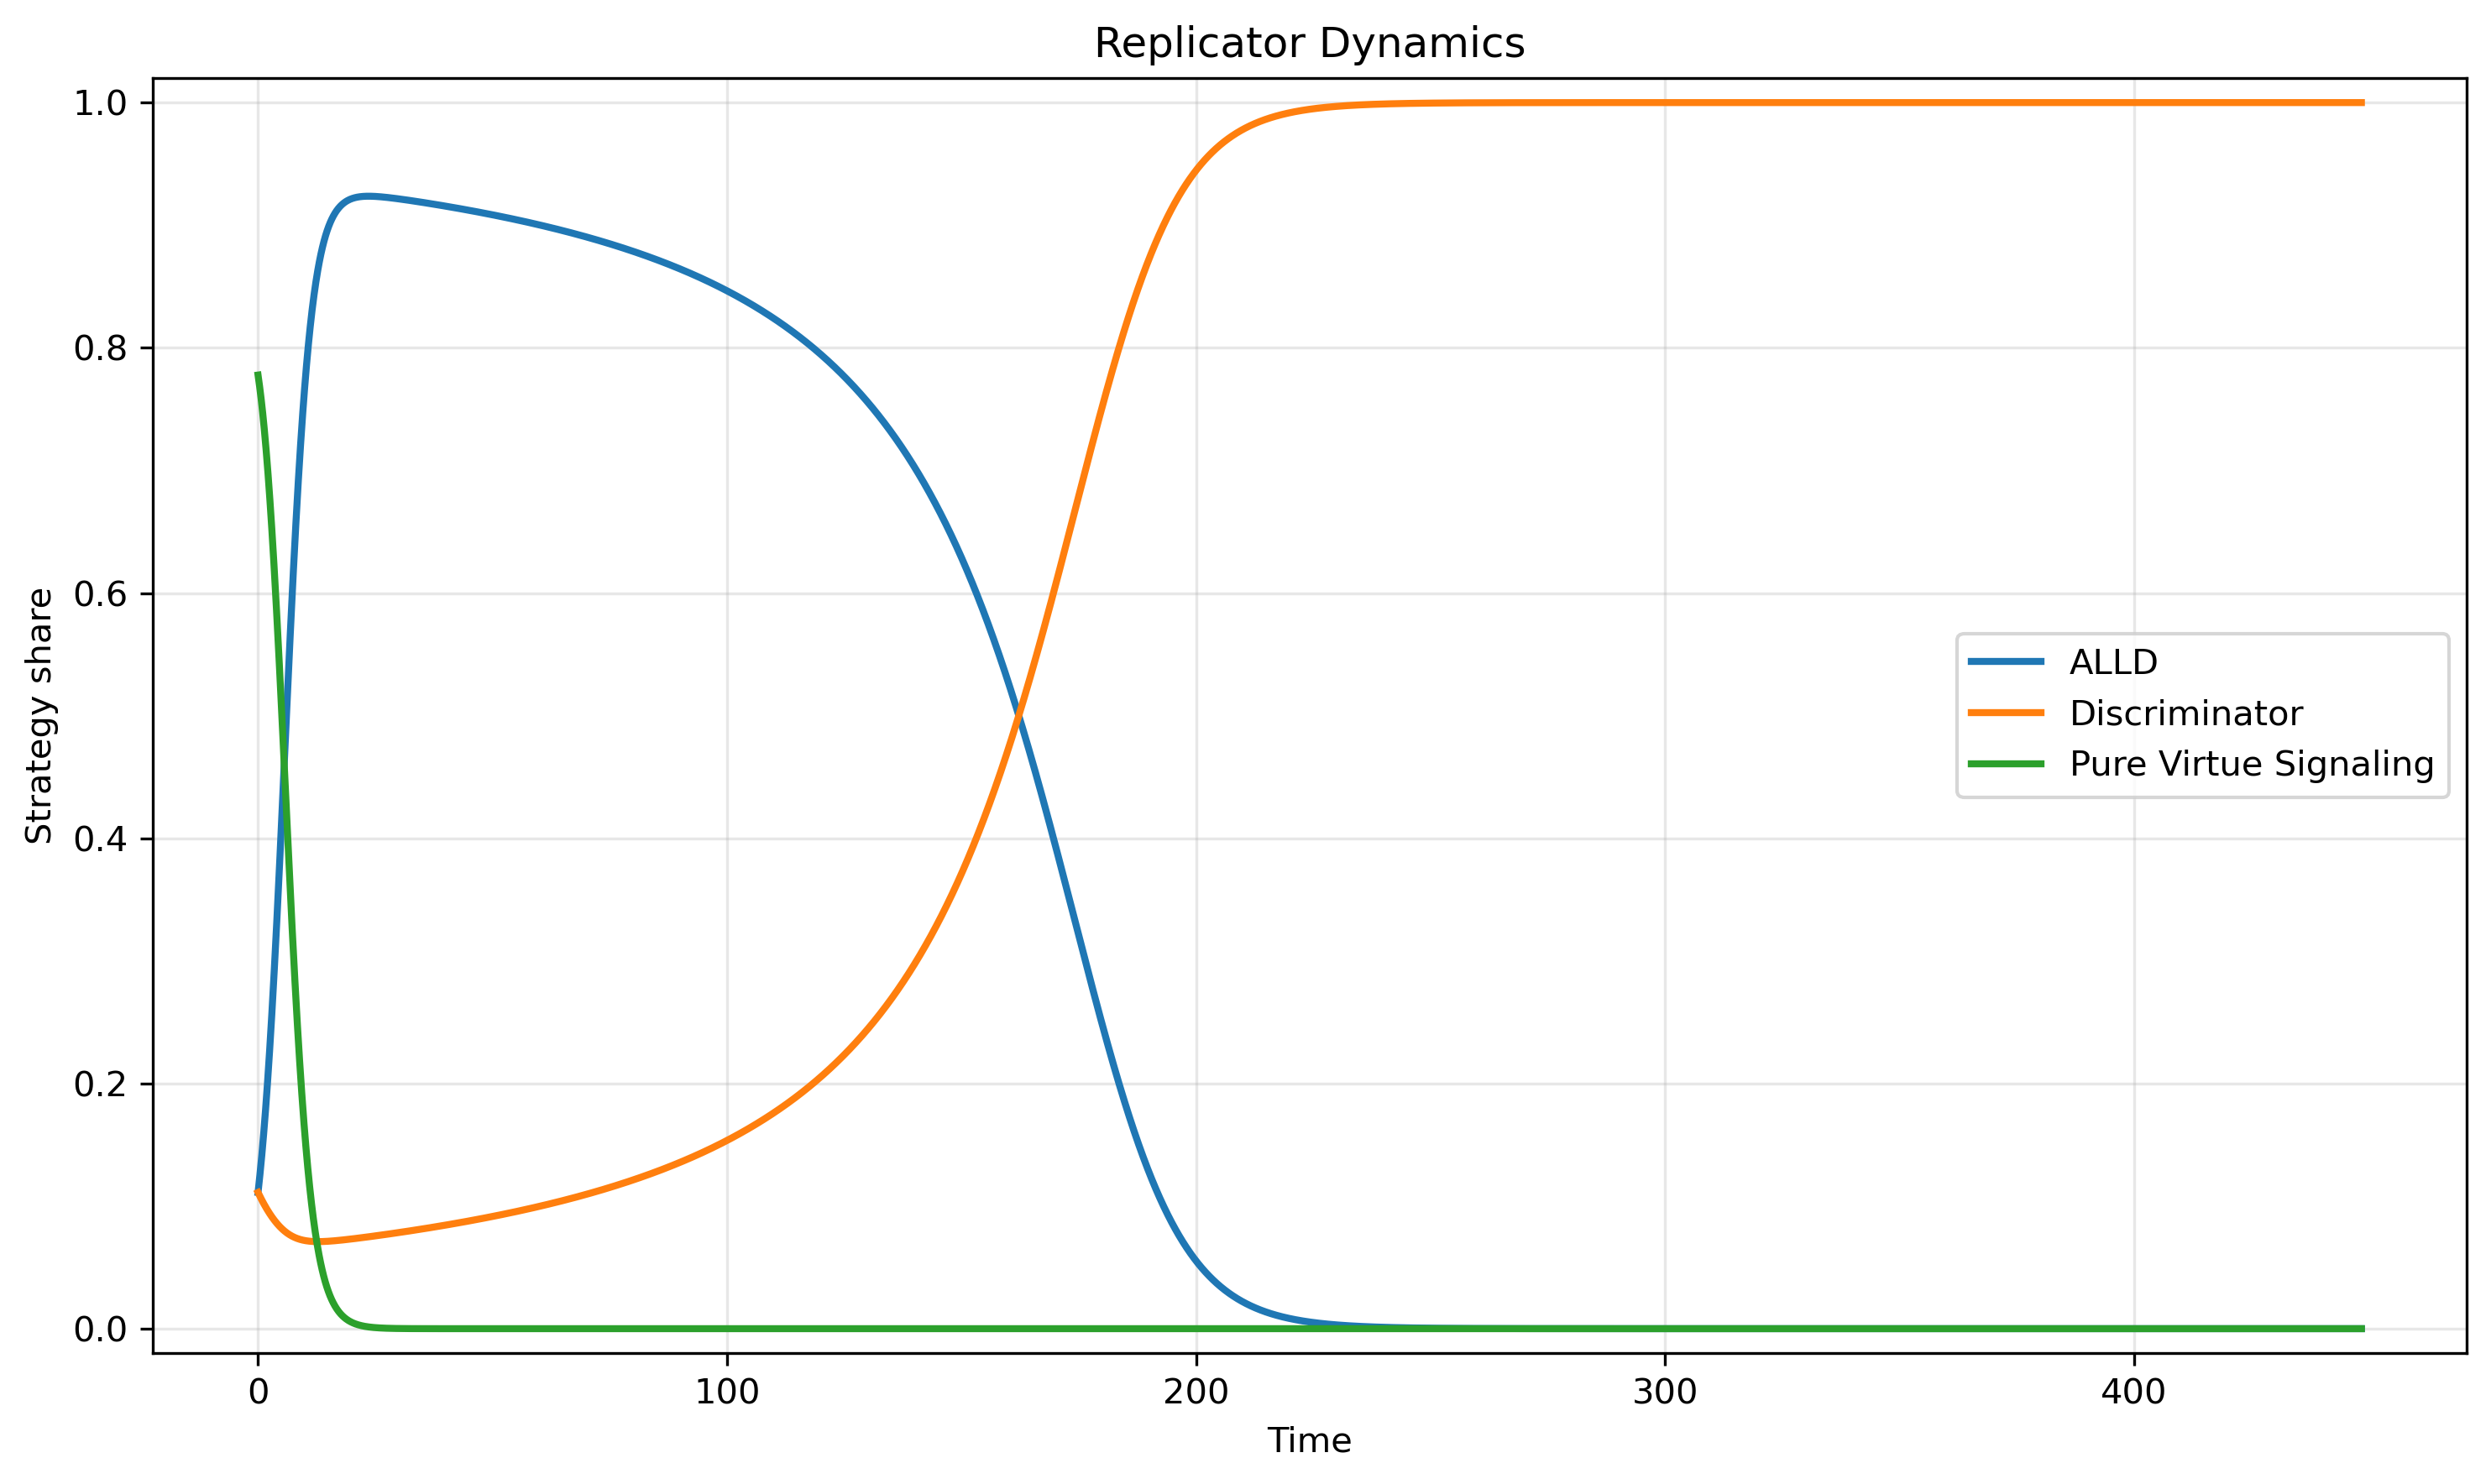 Replicator Dynamics
1.0
0.8
0.6
0.4
0.2
0.0
Strategy share
ALLD
Discriminator
Pure Virtue Signaling
0 100 200 300 400
Time